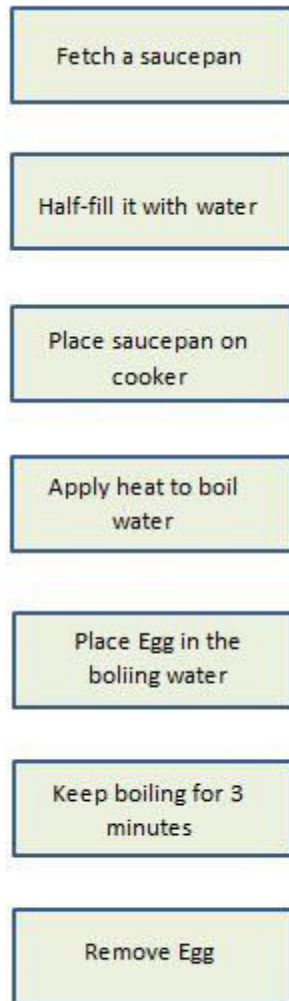 Fetch a saucepan
Half-fill it with water
Place saucepan on
cooker
Apply heat to boil
water
Place Egg in the
boliing water
Keep boiling for 3
minutes
Remove Egg